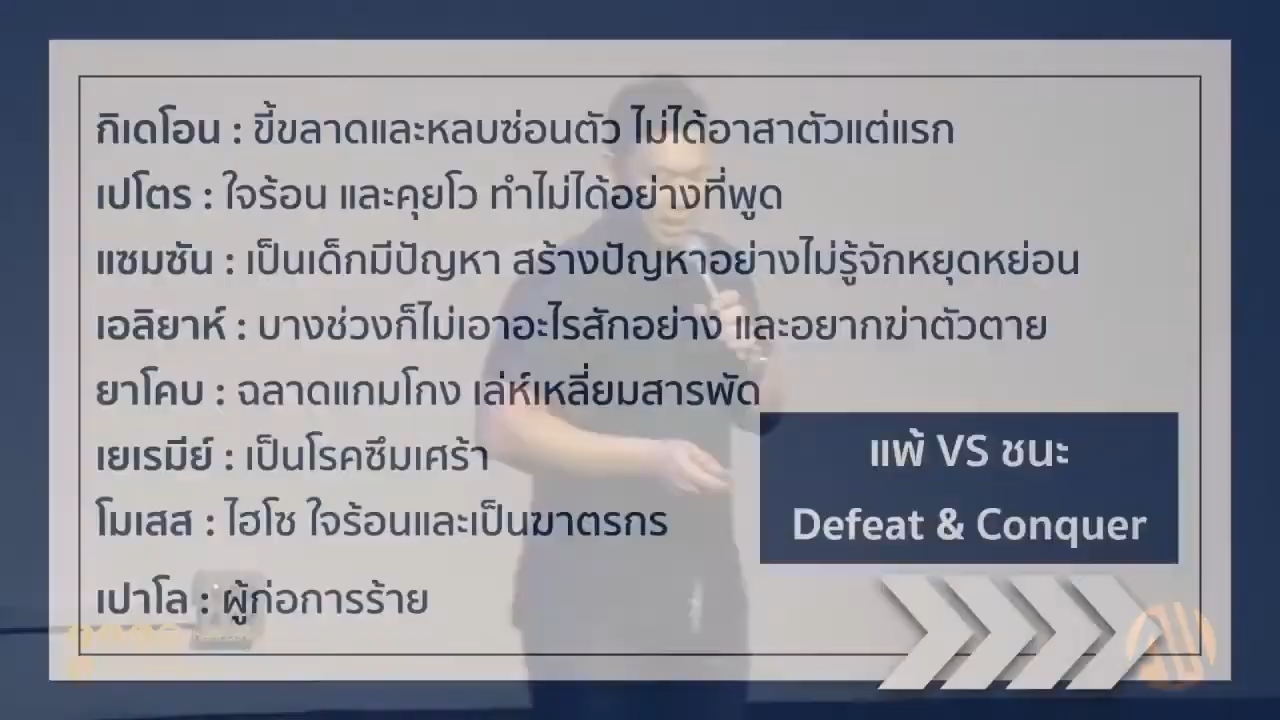 กิเดโอน : ขี้ขลาดและหลบซ่อนตัว ไม่ได้อาสาตัวแต่แรก
เปโตร : ใจร้อน และคุยโว ทำไม่ได้อย่างที่พูด
แซมซัน : เป็นเด็กมีปัญหา สร้างปัญหาอย่างไม่รู้จักหยุดหย่อน
เอลิยาห์ : บางช่วงก็ไม่เอาอะไรสักอย่าง และอยากฆ่าตัวตาย
ยาโคบ : ฉลาดแกมโกง เล่ห์เหลี่ยมสารพัด
เยเรมีย์ : เป็นโรคซึมเศร้า
โมเสส : ไฮโซ ใจร้อนและเป็นฆาตรกร
เปาโล : ผู้ก่อการร้าย
แพ้ VS ชนะ
Defeat & Conquer